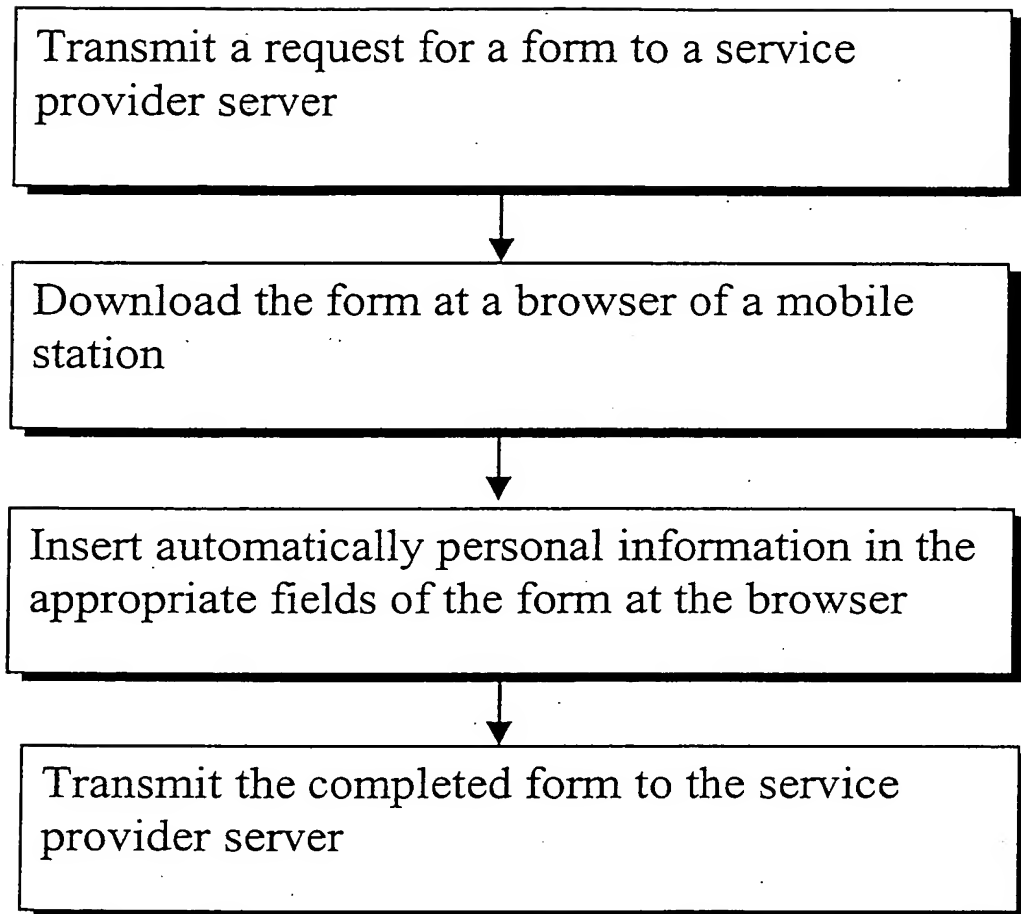 Transmit a request for a form to a service
provider server
Download the form at a browser of a mobile
station
Insert automatically personal information in the
appropriate fields of the form at the browser
Transmit the completed form to the service
provider server